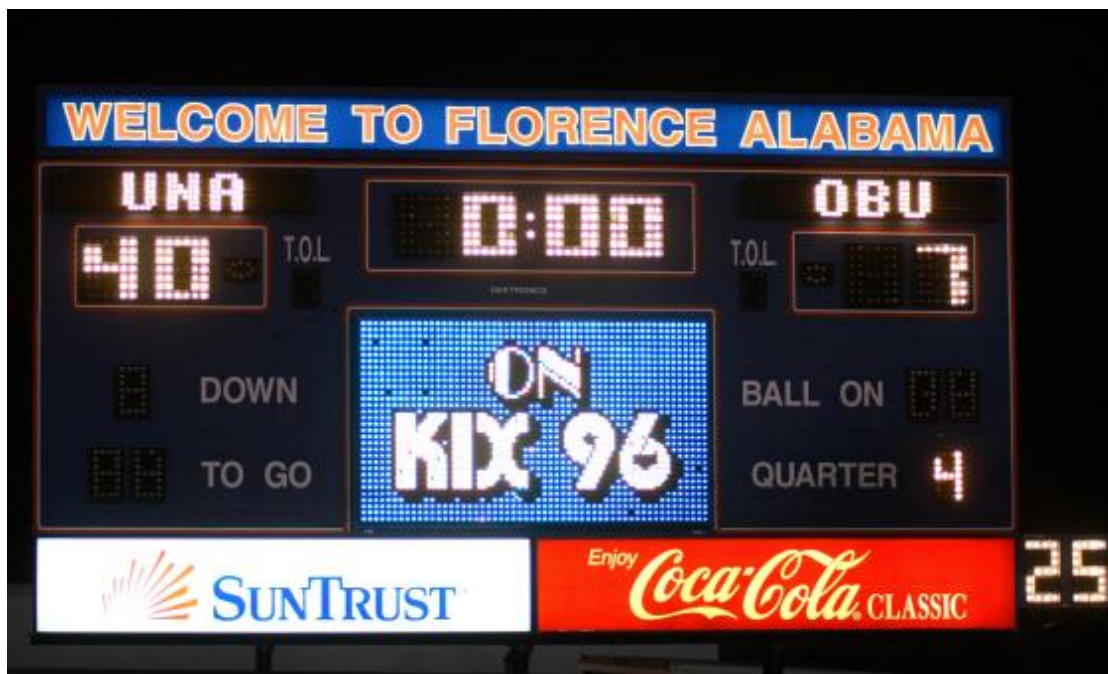 WELCOME TO FLORENCE ALABAMA
UNA
0:00
OBU
40
T.O.L.
T.O.L.
7
DAKTRONICS
ON
KIX 96
DOWN
BALL ON
TO GO
QUARTER 4
SUNTRUST
Enjoy
Coca-Cola CLASSIC
25